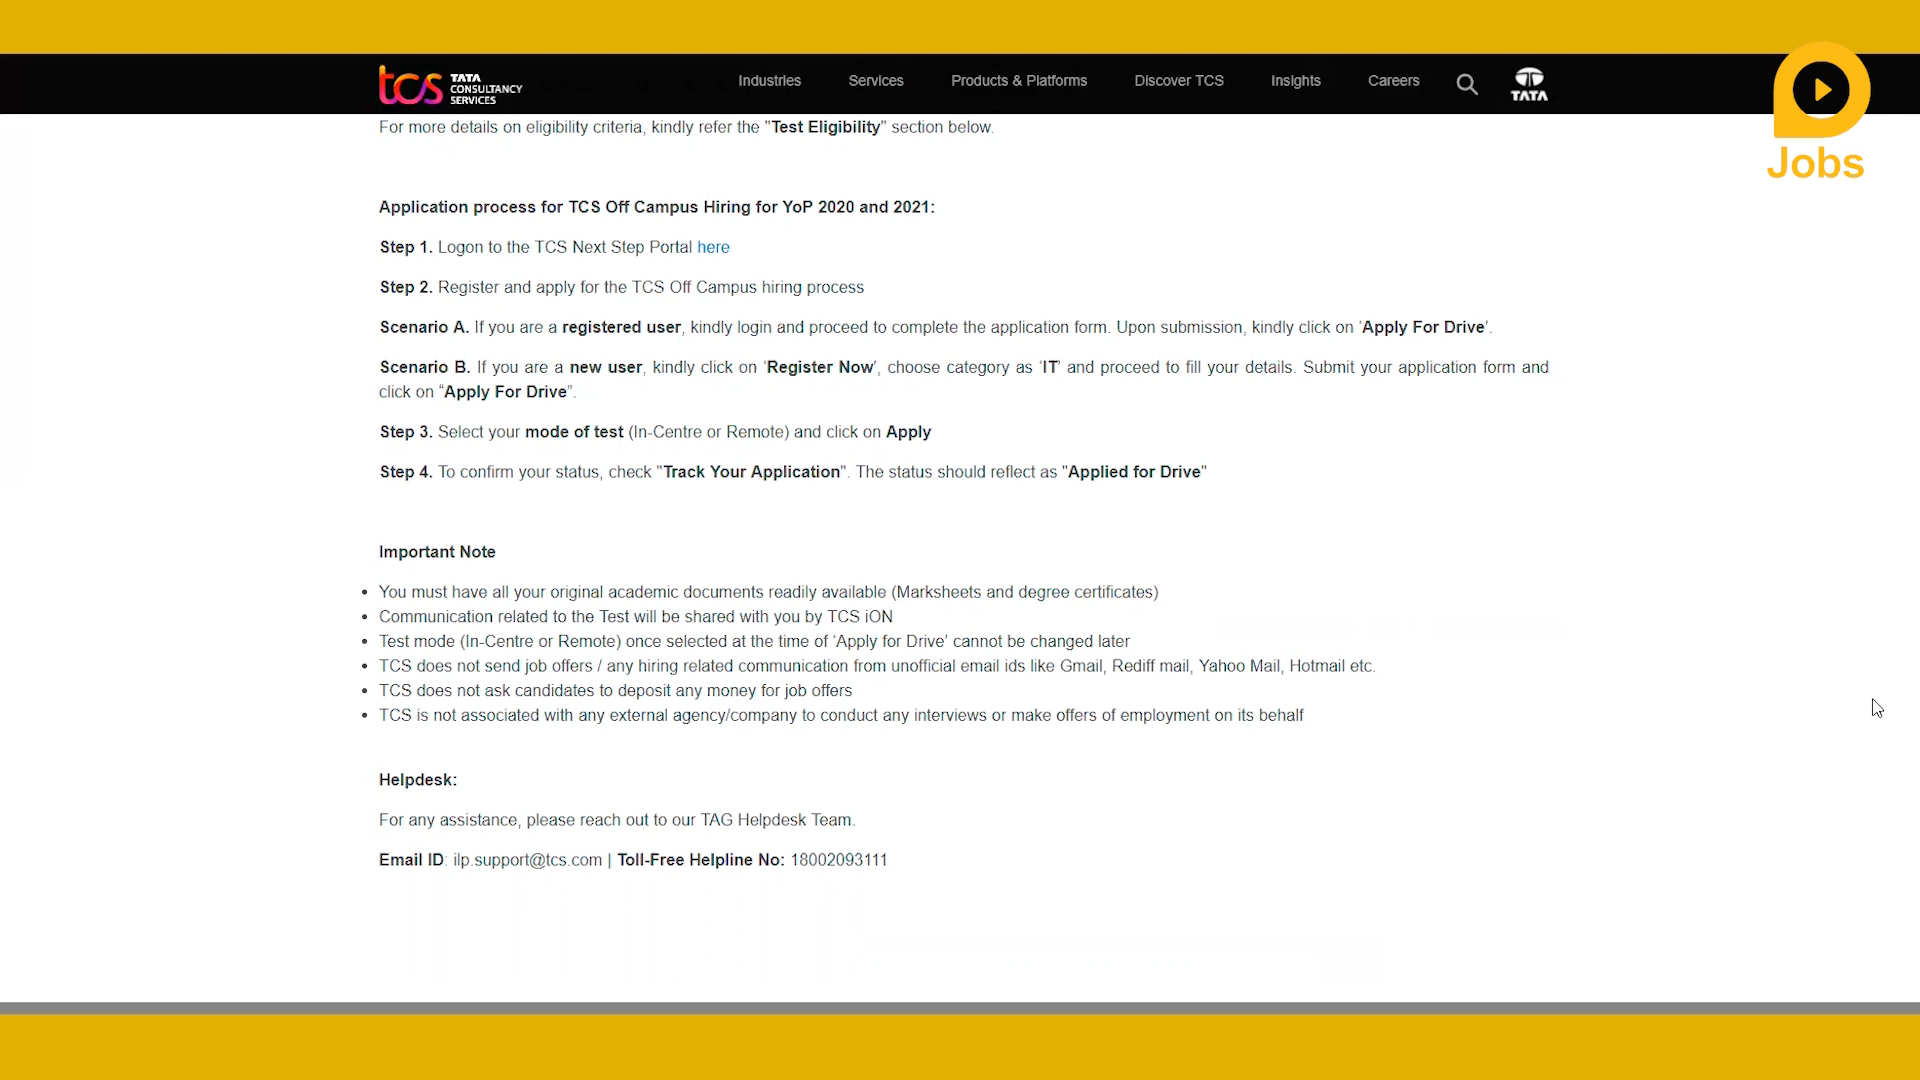 tcs TATA CONSULTANCY SERVICES
Industries Services Products & Platforms Discover TCS Insights Careers TATA
Jobs
For more details on eligibility criteria, kindly refer the "Test Eligibility" section below.
Application process for TCS Off Campus Hiring for YoP 2020 and 2021:
Step 1. Logon to the TCS Next Step Portal here
Step 2. Register and apply for the TCS Off Campus hiring process
Scenario A. If you are a registered user, kindly login and proceed to complete the application form. Upon submission, kindly click on ‘Apply For Drive’.
Scenario B. If you are a new user, kindly click on ‘Register Now’, choose category as ‘IT’ and proceed to fill your details. Submit your application form and
click on “Apply For Drive”.
Step 3. Select your mode of test (In-Centre or Remote) and click on Apply
Step 4. To confirm your status, check "Track Your Application". The status should reflect as "Applied for Drive"
Important Note
• You must have all your original academic documents readily available (Marksheets and degree certificates)
• Communication related to the Test will be shared with you by TCS iON
• Test mode (In-Centre or Remote) once selected at the time of ‘Apply for Drive’ cannot be changed later
• TCS does not send job offers / any hiring related communication from unofficial email ids like Gmail, Rediff mail, Yahoo Mail, Hotmail etc.
• TCS does not ask candidates to deposit any money for job offers
• TCS is not associated with any external agency/company to conduct any interviews or make offers of employment on its behalf
Helpdesk:
For any assistance, please reach out to our TAG Helpdesk Team.
Email ID: ilp.support@tcs.com | Toll-Free Helpline No: 18002093111